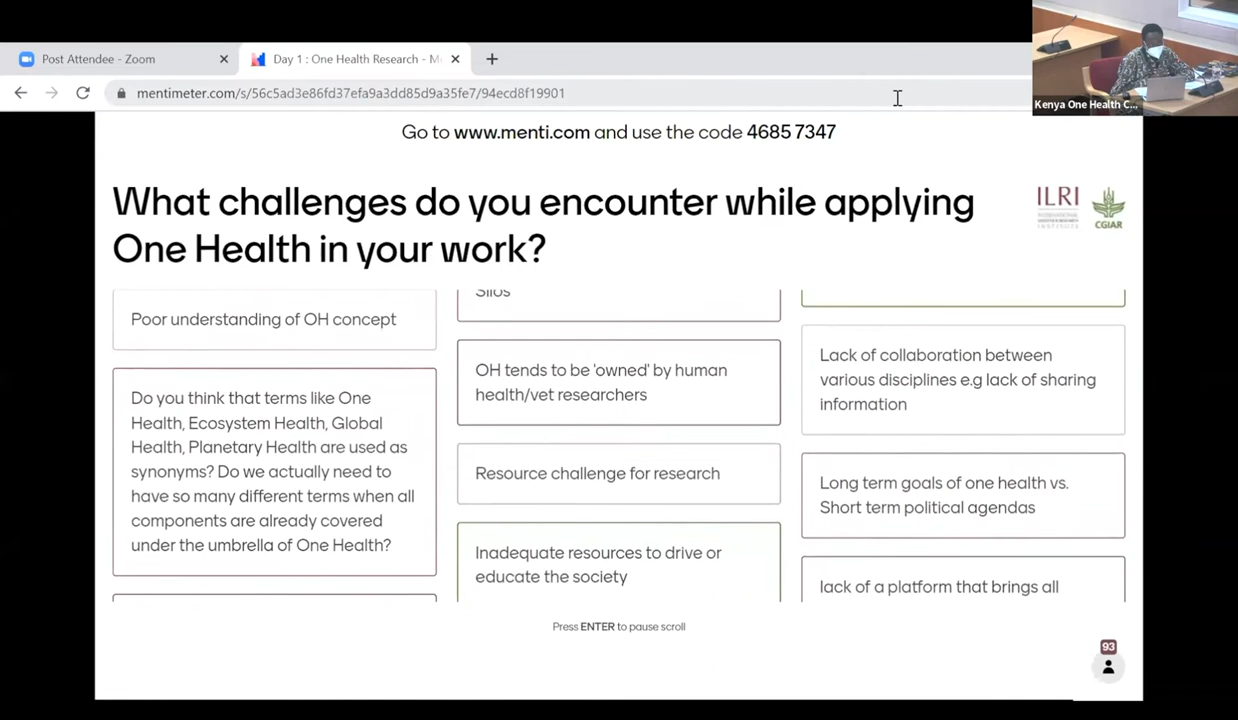 Post Attendee - Zoom
Day 1 : One Health Research - M
mentimeter.com/s/56c5ad3e86fd37efa9a3dd85d9a35fe7/94ecd8f19901
Kenya One Health C...
Go to www.menti.com and use the code 4685 7347
What challenges do you encounter while applying
One Health in your work?
ILRI
INTERNATIONAL
LIVESTOCK RESEARCH
INSTITUTE
CGIAR
Poor understanding of OH concept
Do you think that terms like One
Health, Ecosystem Health, Global
Health, Planetary Health are used as
synonyms? Do we actually need to
have so many different terms when all
components are already covered
under the umbrella of One Health?
Silos
OH tends to be 'owned' by human
health/vet researchers
Resource challenge for research
Inadequate resources to drive or
educate the society
Lack of collaboration between
various disciplines e.g lack of sharing
information
Long term goals of one health vs.
Short term political agendas
lack of a platform that brings all
Press ENTER to pause scroll
93